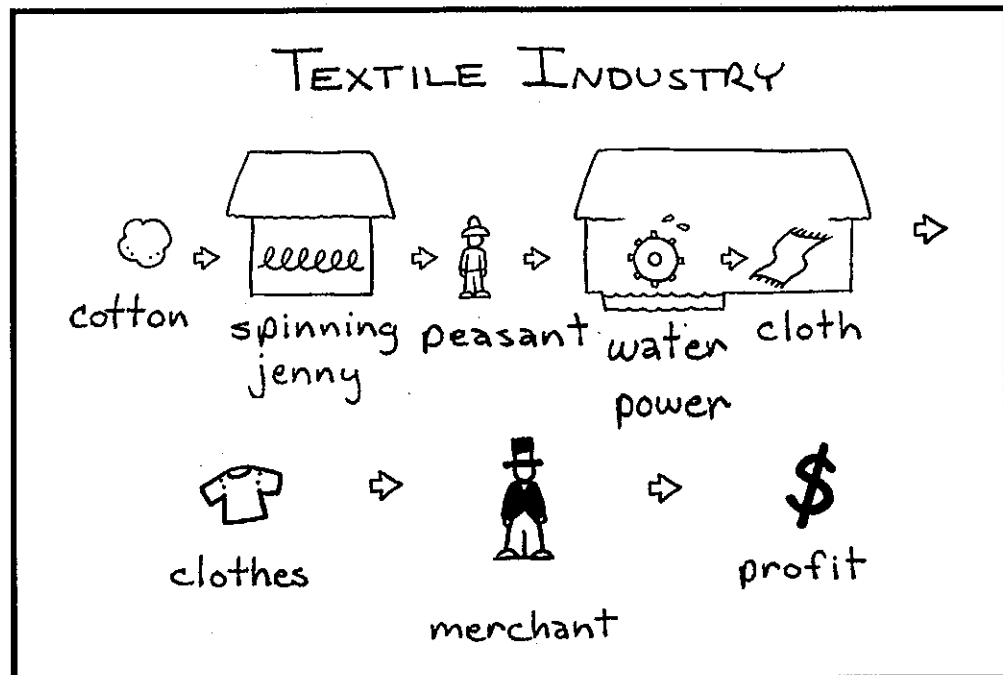 TEXTILE INDUSTRY
cotton
spinning
jenny
peasant
water
power
cloth
clothes
merchant
$
profit